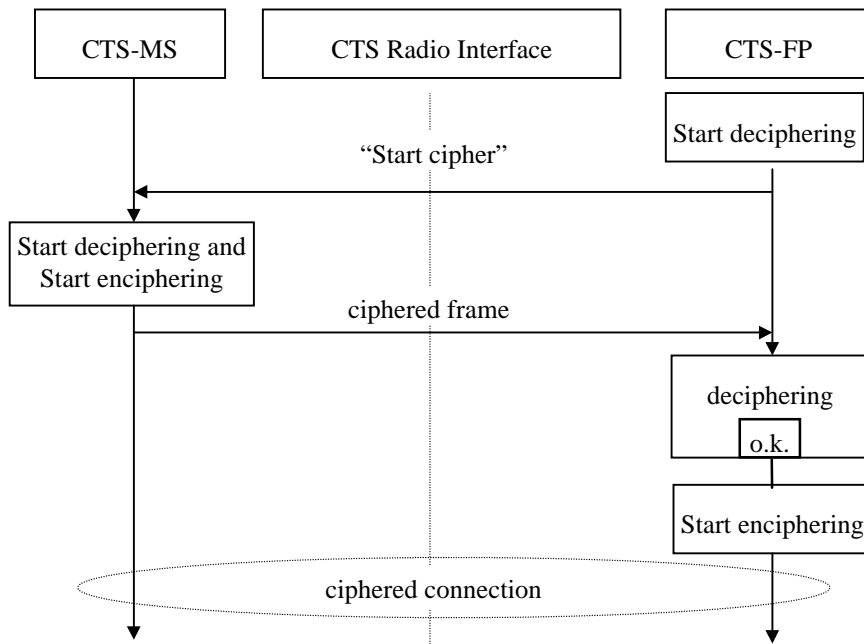 CTS-MS
CTS Radio Interface
CTS-FP
Start deciphering
“Start cipher”
Start deciphering and
Start enciphering
ciphered frame
deciphering
o.k.
Start enciphering
ciphered connection